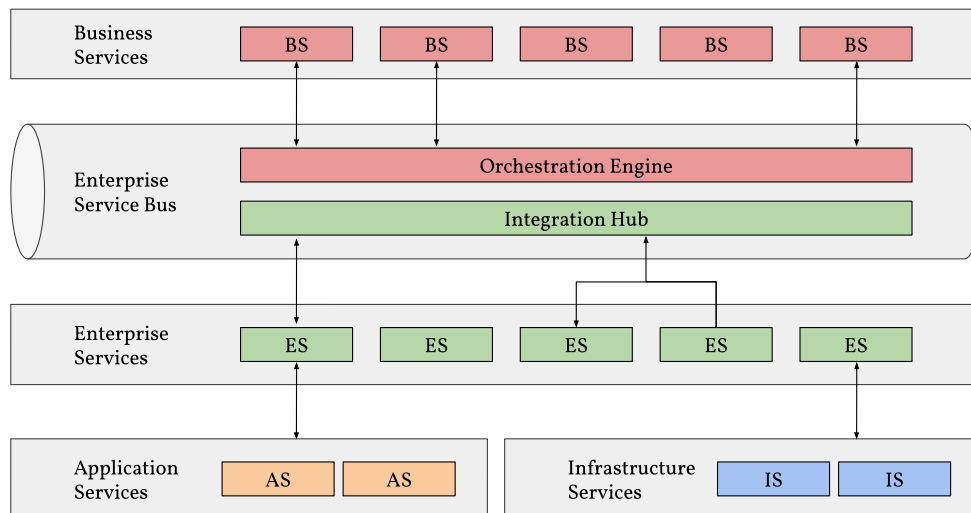 Business
Services
BS BS BS BS BS
Enterprise
Service Bus
Orchestration Engine
Integration Hub
Enterprise
Services
ES ES ES ES ES
Application
Services
AS AS
Infrastructure
Services
IS IS